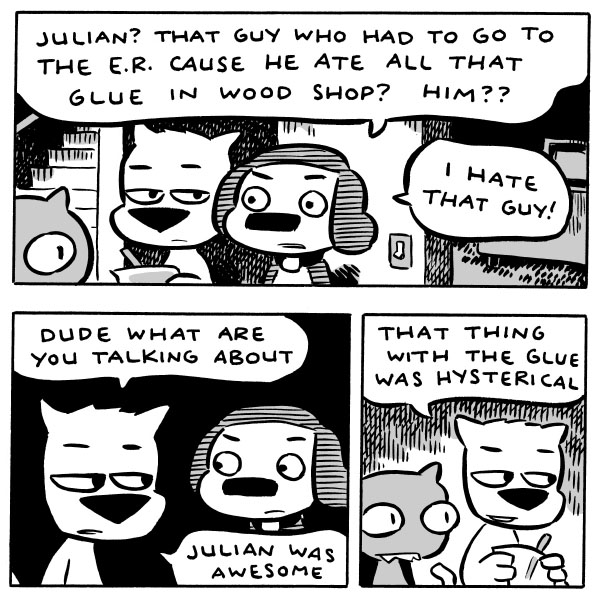 JULIAN? THAT GUY WHO HAD TO GO TO
THE E.R. CAUSE HE ATE ALL THAT
GLUE IN WOOD SHOP? HIM??
I HATE
THAT GUY!
DUDE WHAT ARE
YOU TALKING ABOUT
JULIAN WAS
AWESOME
THAT THING
WITH THE GLUE
WAS HYSTERICAL